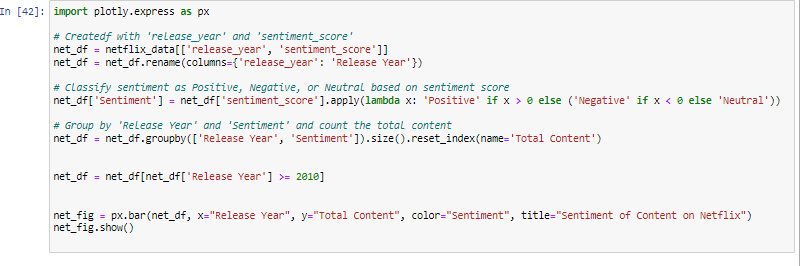 In [42]: import plotly.express as px
# Createdf with 'release_year' and 'sentiment_score'
net_df = netflix_data[['release_year', 'sentiment_score']]
net_df = net_df.rename(columns={'release_year': 'Release Year'})
# Classify sentiment as Positive, Negative, or Neutral based on sentiment score
net_df['Sentiment'] = net_df['sentiment_score'].apply(lambda x: 'Positive' if x > 0 else ('Negative' if x < 0 else 'Neutral'))
# Group by 'Release Year' and 'Sentiment' and count the total content
net_df = net_df.groupby(['Release Year', 'Sentiment']).size().reset_index(name='Total Content')
net_df = net_df[net_df['Release Year'] >= 2010]
net_fig = px.bar(net_df, x="Release Year", y="Total Content", color="Sentiment", title="Sentiment of Content on Netflix")
net_fig.show()